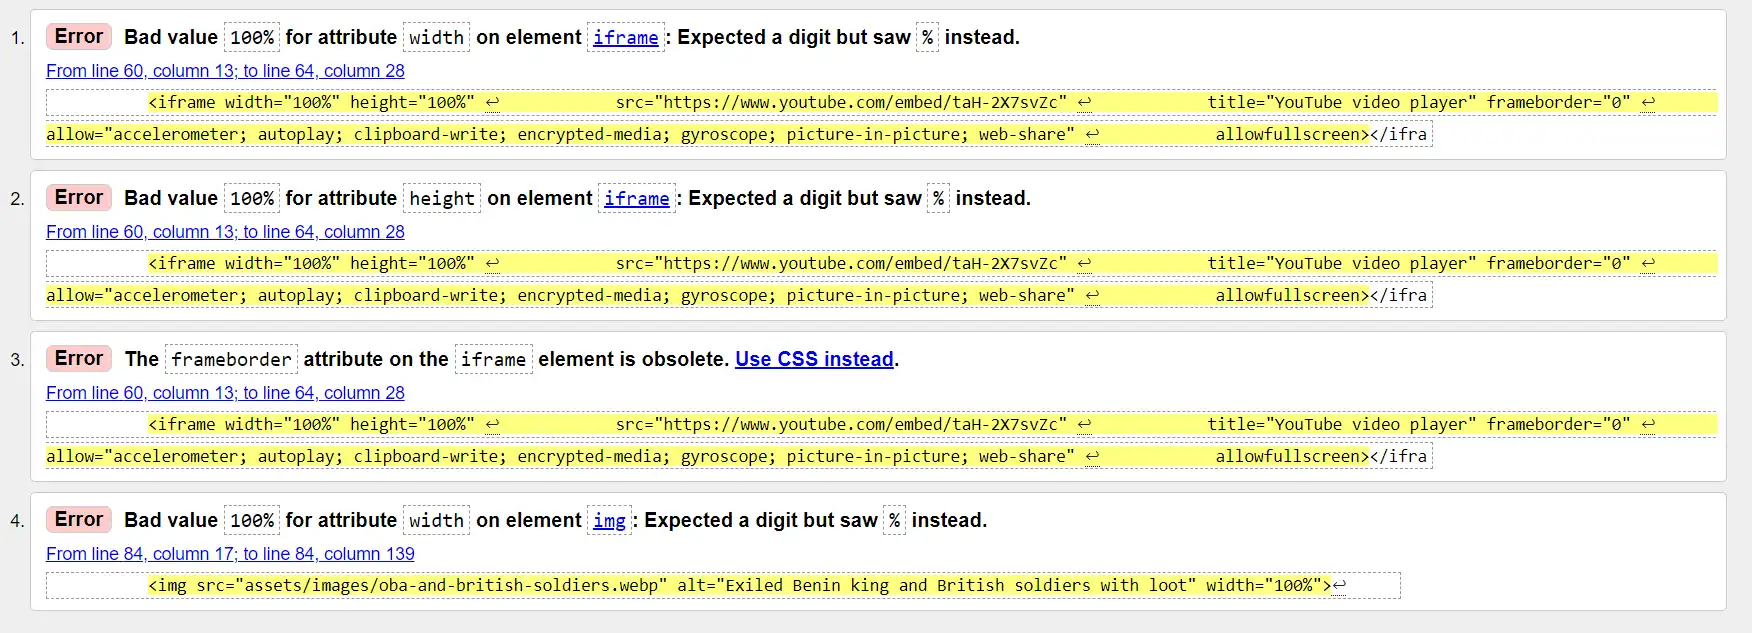 1. Error Bad value 100% for attribute width on element iframe: Expected a digit but saw % instead.
From line 60, column 13; to line 64, column 28
<iframe width="100%" height="100%" ↩ src="https://www.youtube.com/embed/taH-2X7svZc" ↩ title="YouTube video player" frameborder="0" ↩
allow="accelerometer; autoplay; clipboard-write; encrypted-media; gyroscope; picture-in-picture; web-share" ↩ allowfullscreen></ifra
2. Error Bad value 100% for attribute height on element iframe: Expected a digit but saw % instead.
From line 60, column 13; to line 64, column 28
<iframe width="100%" height="100%" ↩ src="https://www.youtube.com/embed/taH-2X7svZc" ↩ title="YouTube video player" frameborder="0" ↩
allow="accelerometer; autoplay; clipboard-write; encrypted-media; gyroscope; picture-in-picture; web-share" ↩ allowfullscreen></ifra
3. Error The frameborder attribute on the iframe element is obsolete. Use CSS instead.
From line 60, column 13; to line 64, column 28
<iframe width="100%" height="100%" ↩ src="https://www.youtube.com/embed/taH-2X7svZc" ↩ title="YouTube video player" frameborder="0" ↩
allow="accelerometer; autoplay; clipboard-write; encrypted-media; gyroscope; picture-in-picture; web-share" ↩ allowfullscreen></ifra
4. Error Bad value 100% for attribute width on element img: Expected a digit but saw % instead.
From line 84, column 17; to line 84, column 139
<img src="assets/images/oba-and-british-soldiers.webp" alt="Exiled Benin king and British soldiers with loot" width="100%">↩